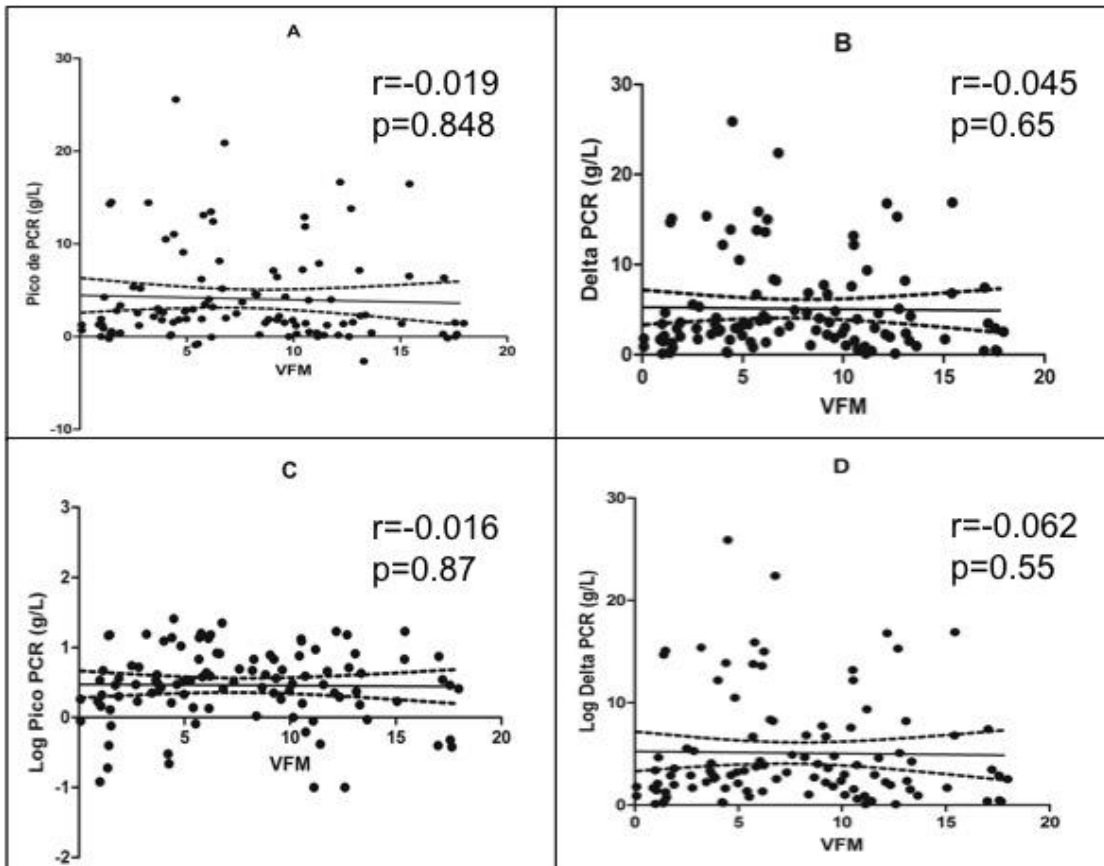 A
r=-0.019
p=0.848
Pico de PCR (g/L)
30
20
10
0
-10
5
10
15
20
VFM
B
r=-0.045
p=0.65
Delta PCR (g/L)
30
20
10
0
0
5
10
15
20
VFM
C
r=-0.016
p=0.87
Log Pico PCR (g/L)
3
2
1
0
-1
-2
5
10
15
20
VFM
D
r=-0.062
p=0.55
Log Delta PCR (g/L)
30
20
10
0
0
5
10
15
20
VFM